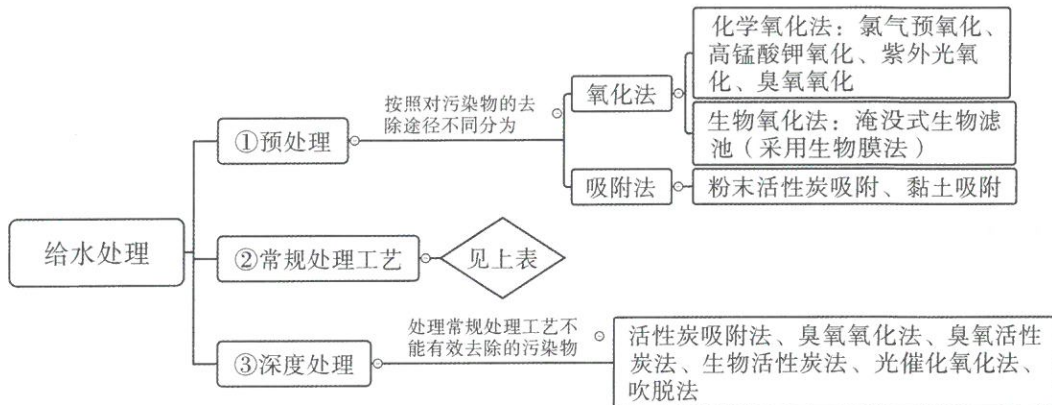 给水处理
①预处理
按照对污染物的去
除途径不同分为
氧化法
化学氧化法：氯气预氧化、
高锰酸钾氧化、紫外光氧
化、臭氧氧化
生物氧化法：淹没式生物滤
池（采用生物膜法）
吸附法
粉末活性炭吸附、黏土吸附
②常规处理工艺
见上表
③深度处理
处理常规处理工艺不
能有效去除的污染物
活性炭吸附法、臭氧氧化法、臭氧活性
炭法、生物活性炭法、光催化氧化法、
吹脱法